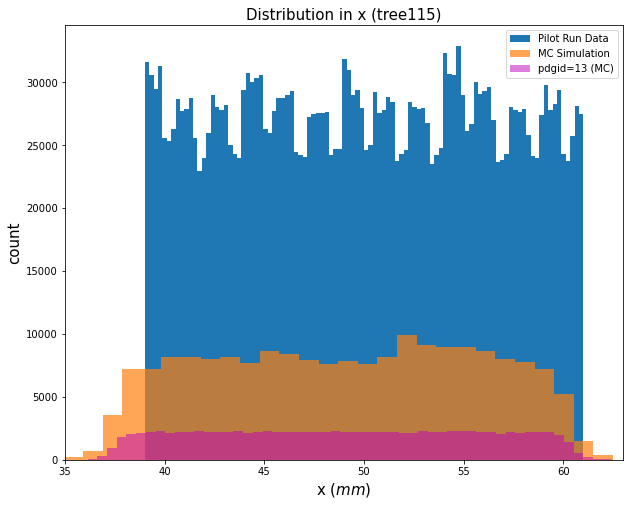 Distribution in x (tree115)
Pilot Run Data
MC Simulation
pdgid=13 (MC)
30000
25000
20000
15000
10000
5000
0
count
35
40
45
50
55
60
x (mm)